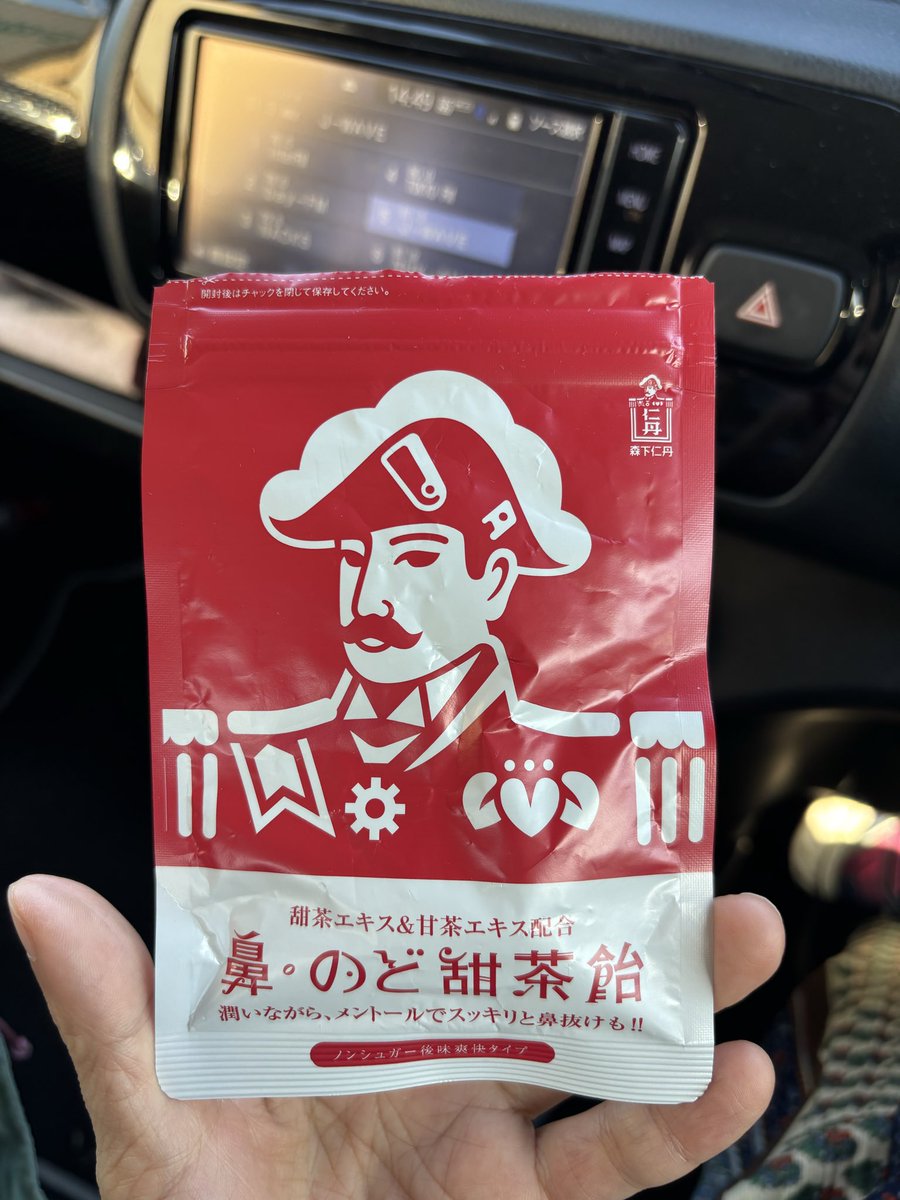 14:49
J-WAVE
開封後はチャックを閉じて保存してください。
仁丹
森下仁丹
甜茶エキス&甘茶エキス配合
鼻・のど甜茶飴
潤いながら、メントールでスッキリと鼻抜けも!!
ノンシュガー後味爽快タイプ